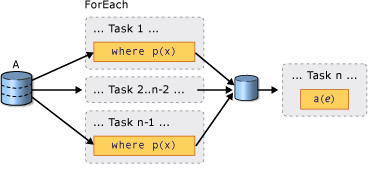 ForEach
A
... Task 1 ...
where p(x)
... Task 2..n-2 ...
... Task n-1 ...
where p(x)
... Task n ...
a(e)